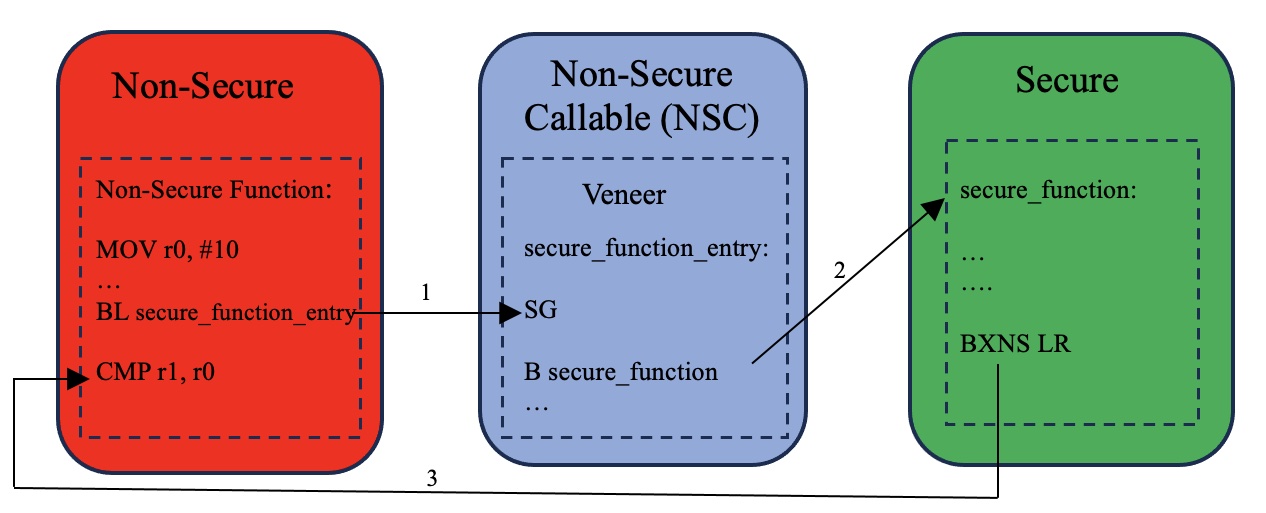 Non-Secure
Non-Secure Function:
MOV r0, #10
...
BL secure_function_entry
CMP r1, r0
1
Non-Secure
Callable (NSC)
Veneer
secure_function_entry:
SG
B secure_function
...
2
Secure
secure_function:
...
....
BXNS LR
3